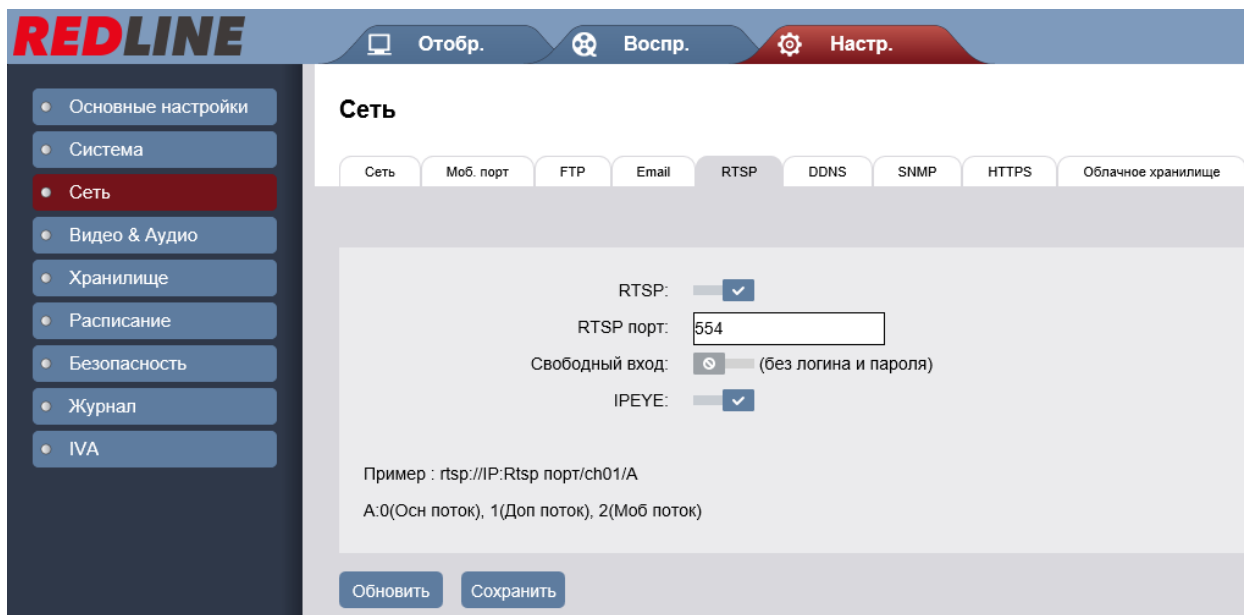 REDLINE
Отобр.
Воспр.
Настр.
Основные настройки
Система
Сеть
Видео & Аудио
Хранилище
Расписание
Безопасность
Журнал
IVA
Сеть
Сеть
Моб. порт
FTP
Email
RTSP
DDNS
SNMP
HTTPS
Облачное хранилище
RTSP:
RTSP порт: 554
Свободный вход: (без логина и пароля)
IPEYE:
Пример : rtsp://IP:Rtsp порт/ch01/A
A:0(Осн поток), 1(Доп поток), 2(Моб поток)
Обновить
Сохранить